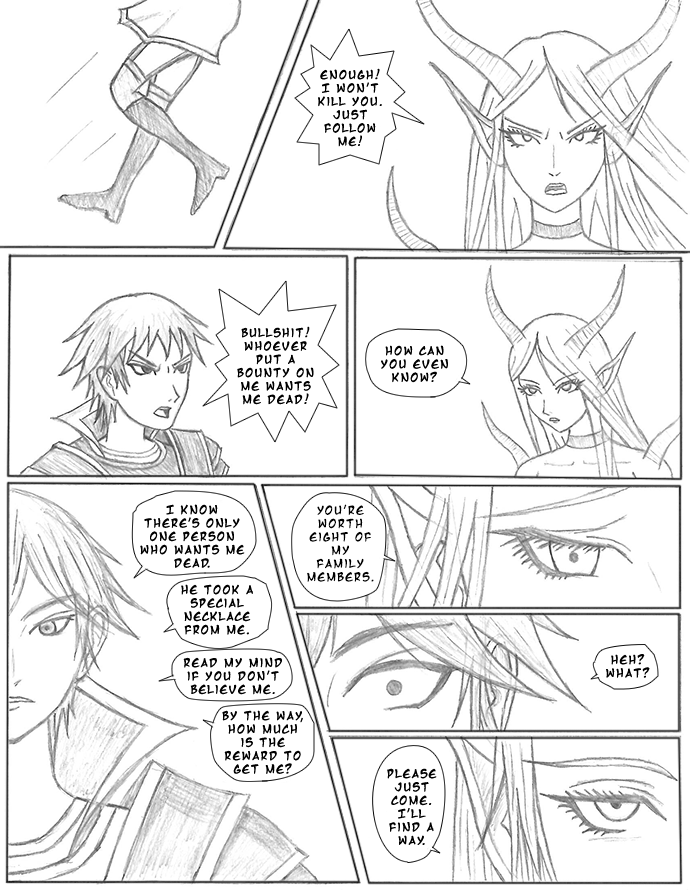 ENOUGH!
I WON'T
KILL YOU.
JUST
FOLLOW
ME!
BULLSHIT!
WHOEVER
PUT A
BOUNTY ON
ME WANTS
ME DEAD!
HOW CAN
YOU EVEN
KNOW?
I KNOW
THERE'S ONLY
ONE PERSON
WHO WANTS ME
DEAD.
HE TOOK A
SPECIAL
NECKLACE
FROM ME.
READ MY MIND
IF YOU DON'T
BELIEVE ME.
BY THE WAY,
HOW MUCH
IS THE
REWARD TO
GET ME?
YOU'RE
WORTH
EIGHT OF
MY
FAMILY
MEMBERS.
HEH?
WHAT?
PLEASE
JUST
COME.
I'LL
FIND A
WAY.